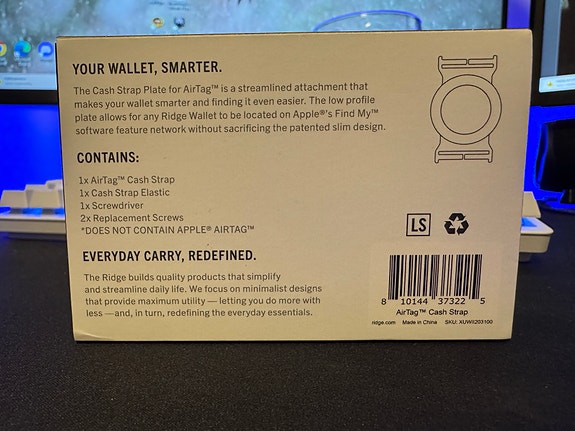 YOUR WALLET, SMARTER.
The Cash Strap Plate for AirTag™ is a streamlined attachment that
makes your wallet smarter and finding it even easier. The low profile
plate allows for any Ridge Wallet to be located on Apple®'s Find My™
software feature network without sacrificing the patented slim design.
CONTAINS:
1x AirTag™ Cash Strap
1x Cash Strap Elastic
1x Screwdriver
2x Replacement Screws
*DOES NOT CONTAIN APPLE® AIRTAG™
LS
EVERYDAY CARRY, REDEFINED.
The Ridge builds quality products that simplify
and streamline daily life. We focus on minimalist designs
that provide maximum utility — letting you do more with
less —and, in turn, redefining the everyday essentials.
8 10144 37322 5
AirTag™ Cash Strap
ridge.com Made in China SKU: XUWII203100